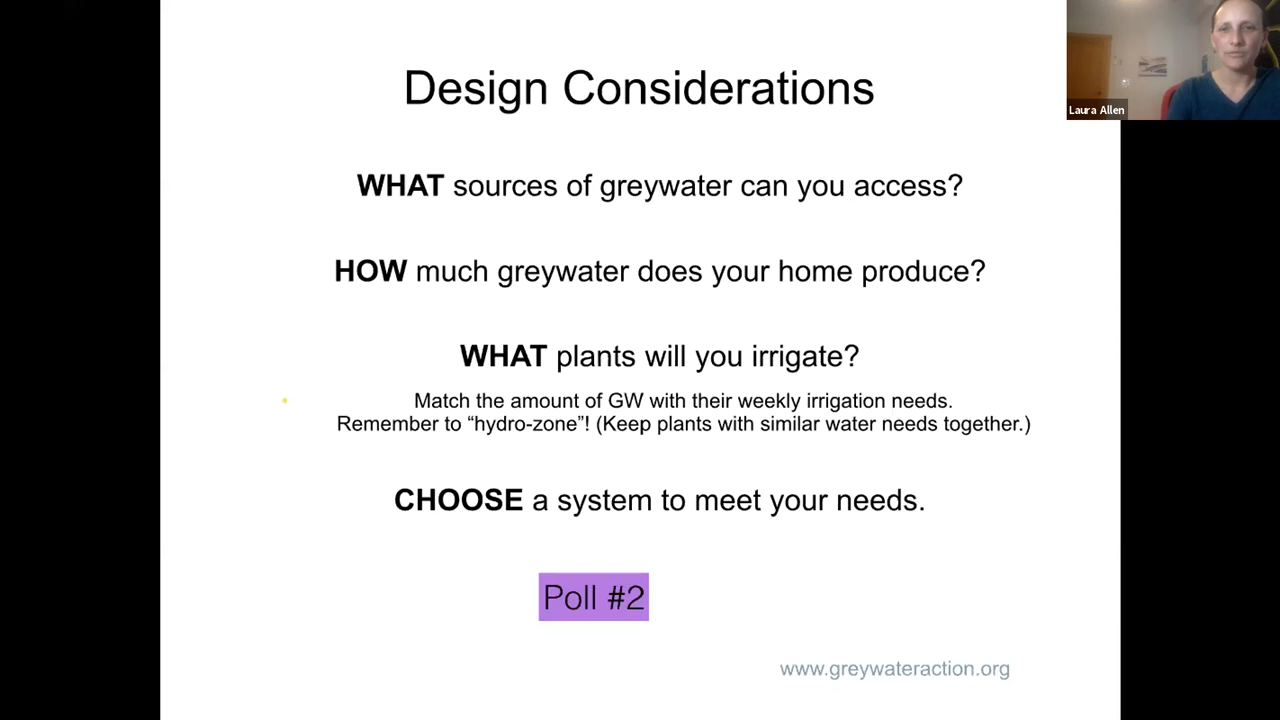 Design Considerations
Laura Allen
WHAT sources of greywater can you access?
HOW much greywater does your home produce?
WHAT plants will you irrigate?
Match the amount of GW with their weekly irrigation needs.
Remember to “hydro-zone”! (Keep plants with similar water needs together.)
CHOOSE a system to meet your needs.
Poll #2
www.greywateraction.org